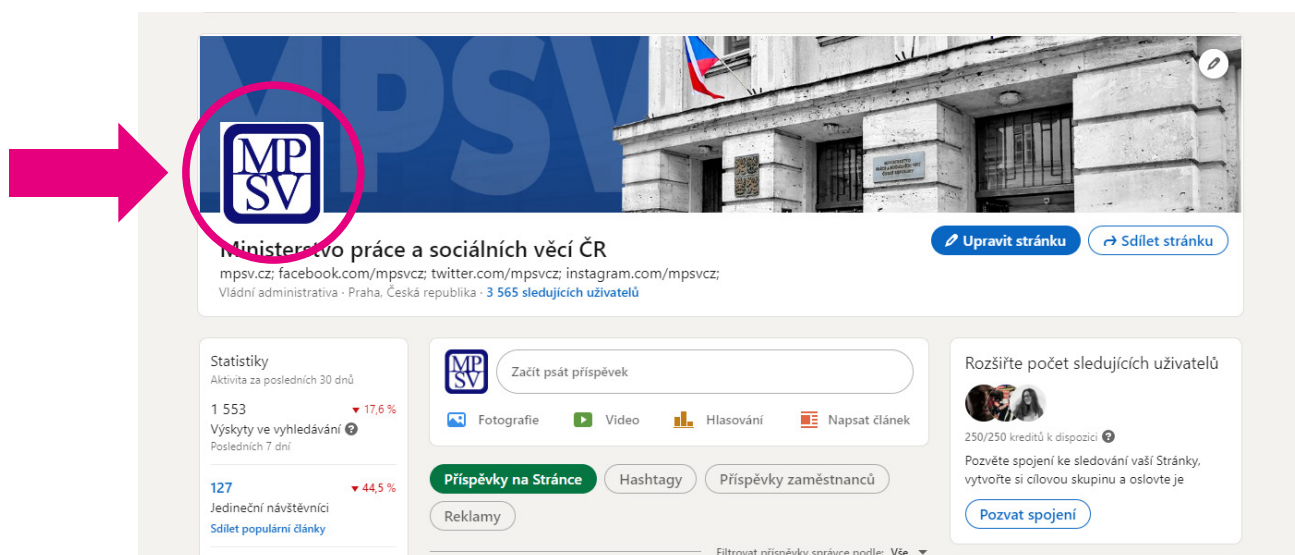 MPSV
MP
SV
Ministerstvo práce a sociálních věcí ČR
mpsv.cz; facebook.com/mpsvcz; twitter.com/mpsvcz; instagram.com/mpsvcz;
Vládní administrativa · Praha, Česká republika · 3 565 sledujících uživatelů
Upravit stránku
Sdílet stránku
Statistiky
Aktivita za posledních 30 dnů
1 553 ▼ 17,6 %
Výskyty ve vyhledávání ?
Posledních 7 dní
127 ▼ 44,5 %
Jedineční návštěvníci
Sdílet populární články
MP
SV
Začít psát příspěvek
Fotografie
Video
Hlasování
Napsat článek
Příspěvky na Stránce
Hashtagy
Příspěvky zaměstnanců
Reklamy
Filtrovat příspěvky správce podle: Vše ▼
Rozšiřte počet sledujících uživatelů
250/250 kreditů k dispozici ?
Pozvěte spojení ke sledování vaší Stránky,
vytvořte si cílovou skupinu a oslovte je
Pozvat spojení